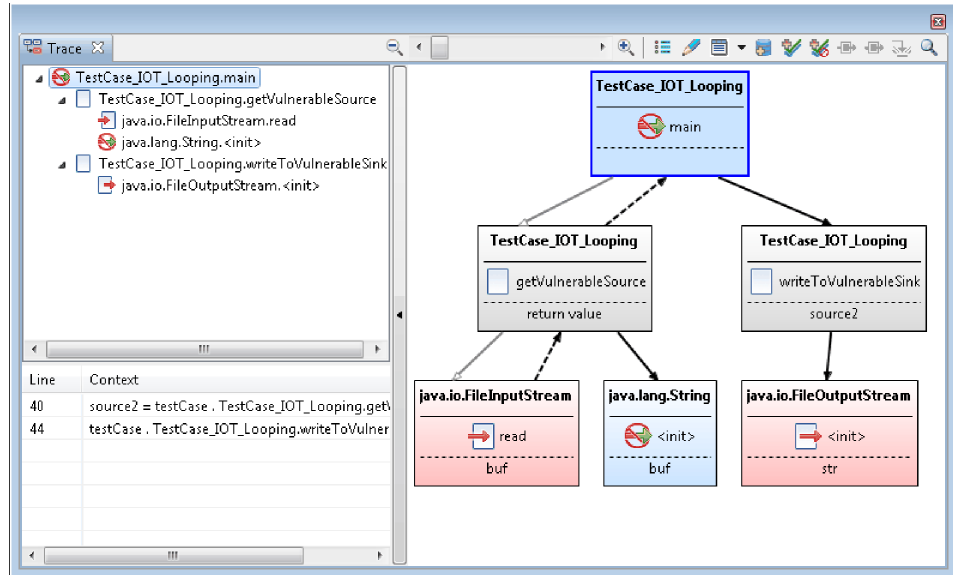 Trace
TestCase_IOT_Looping.main
TestCase_IOT_Looping.getVulnerableSource
java.io.FileInputStream.read
java.lang.String.<init>
TestCase_IOT_Looping.writeToVulnerableSink
java.io.FileOutputStream.<init>
Line Context
40 source2 = testCase . TestCase_IOT_Looping.get
44 testCase . TestCase_IOT_Looping.writeToVulner
TestCase_IOT_Looping
main
TestCase_IOT_Looping
getVulnerableSource
return value
TestCase_IOT_Looping
writeToVulnerableSink
source2
java.io.FileInputStream
read
buf
java.lang.String
<init>
buf
java.io.FileOutputStream
<init>
str